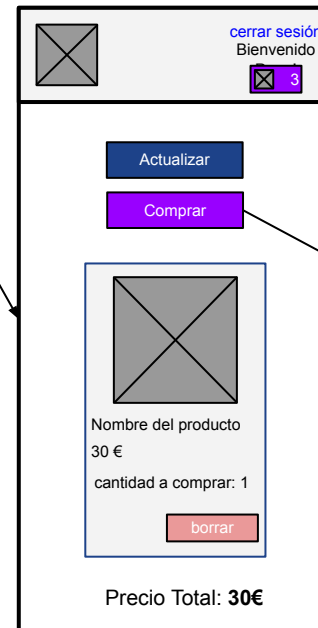 cerrar sesión
Bienvenido
3
Actualizar
Comprar
Nombre del producto
30 €
cantidad a comprar: 1
borrar
Precio Total: 30€